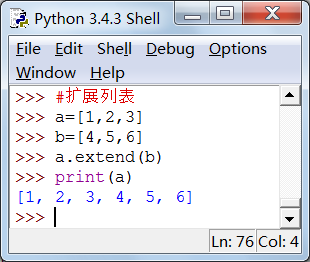 Python 3.4.3 Shell
File Edit Shell Debug Options
Window Help
>>> #扩展列表
>>> a=[1,2,3]
>>> b=[4,5,6]
>>> a.extend(b)
>>> print(a)
[1, 2, 3, 4, 5, 6]
>>>
Ln: 76 Col: 4